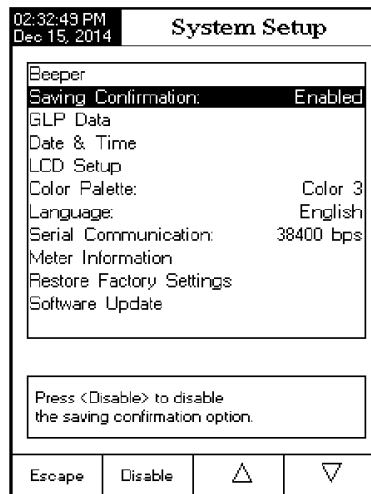 02:32:43 PM
Dec 15, 2014
System Setup
Beeper
Saving Confirmation: Enabled
GLP Data
Date & Time
LCD Setup
Color Palette: Color 3
Language: English
Serial Communication: 38400 bps
Meter Information
Restore Factory Settings
Software Update
Press <Disable> to disable
the saving confirmation option.
Escape Disable △ ▽